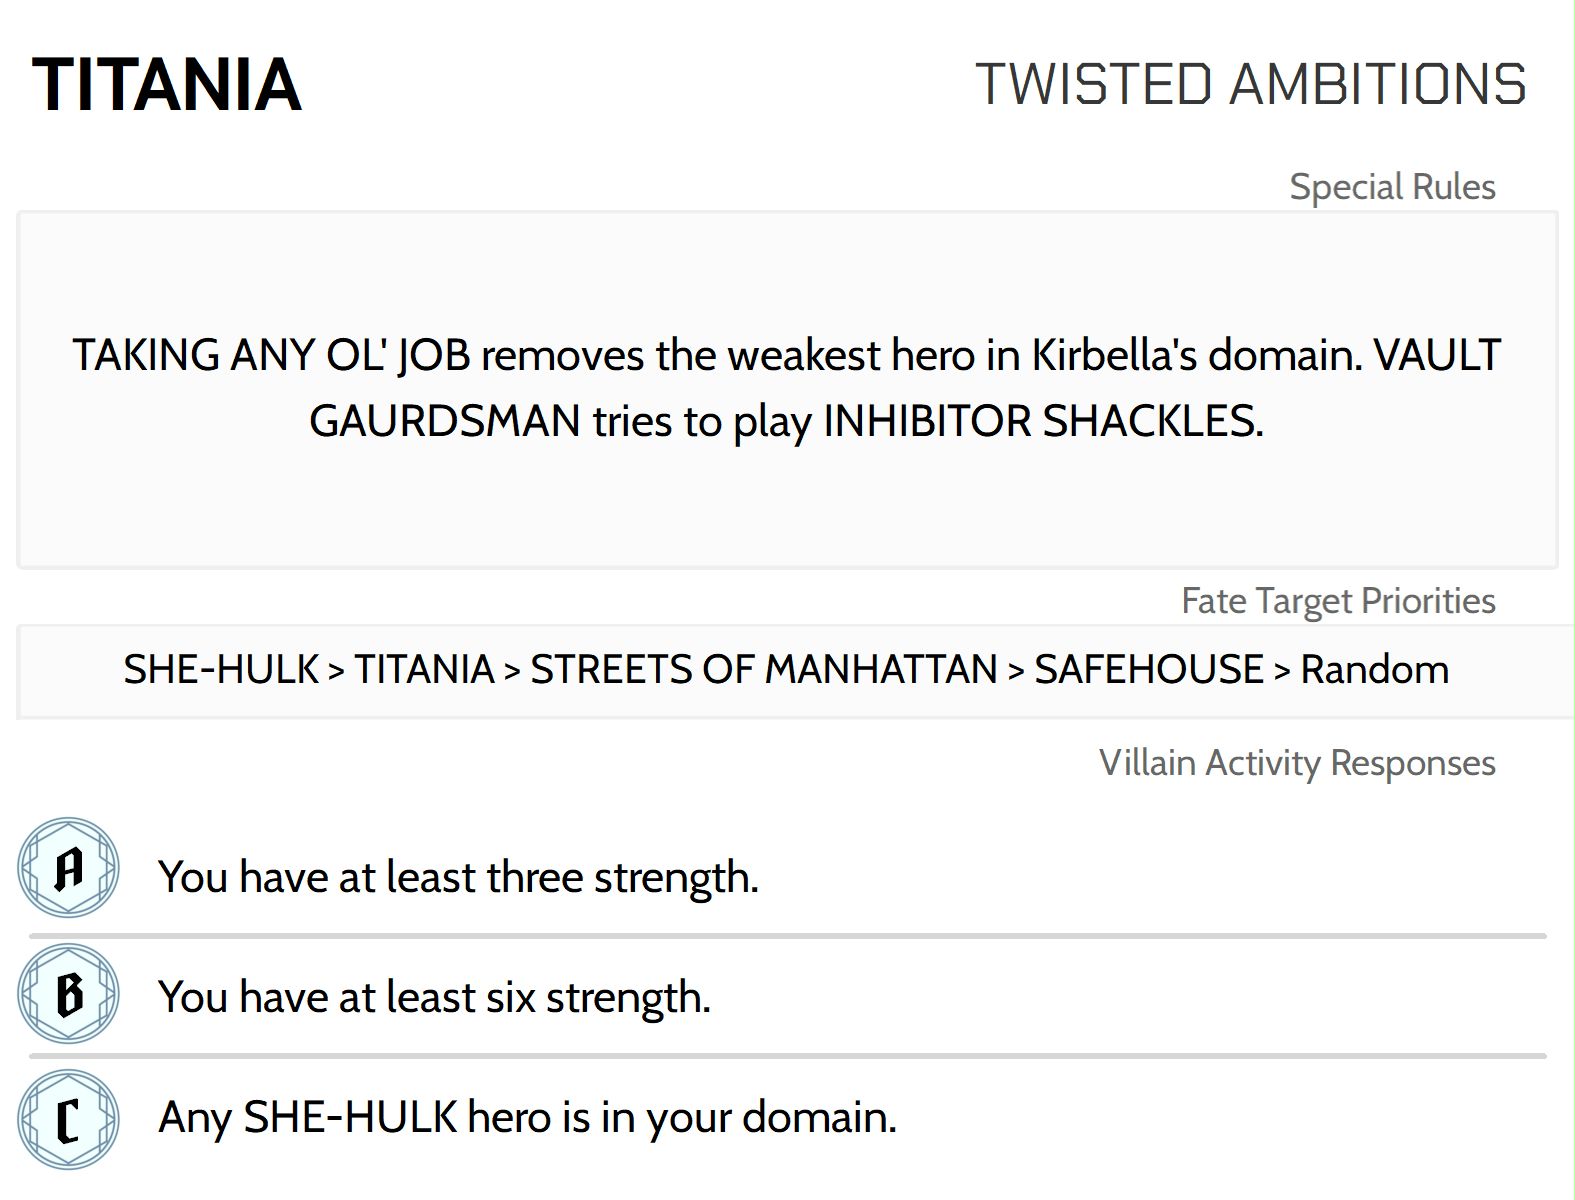 TITANIA
TWISTED AMBITIONS
Special Rules
TAKING ANY OL' JOB removes the weakest hero in Kirbella's domain. VAULT
GAURDSMAN tries to play INHIBITOR SHACKLES.
Fate Target Priorities
SHE-HULK > TITANIA > STREETS OF MANHATTAN > SAFEHOUSE > Random
Villain Activity Responses
A You have at least three strength.
B You have at least six strength.
C Any SHE-HULK hero is in your domain.